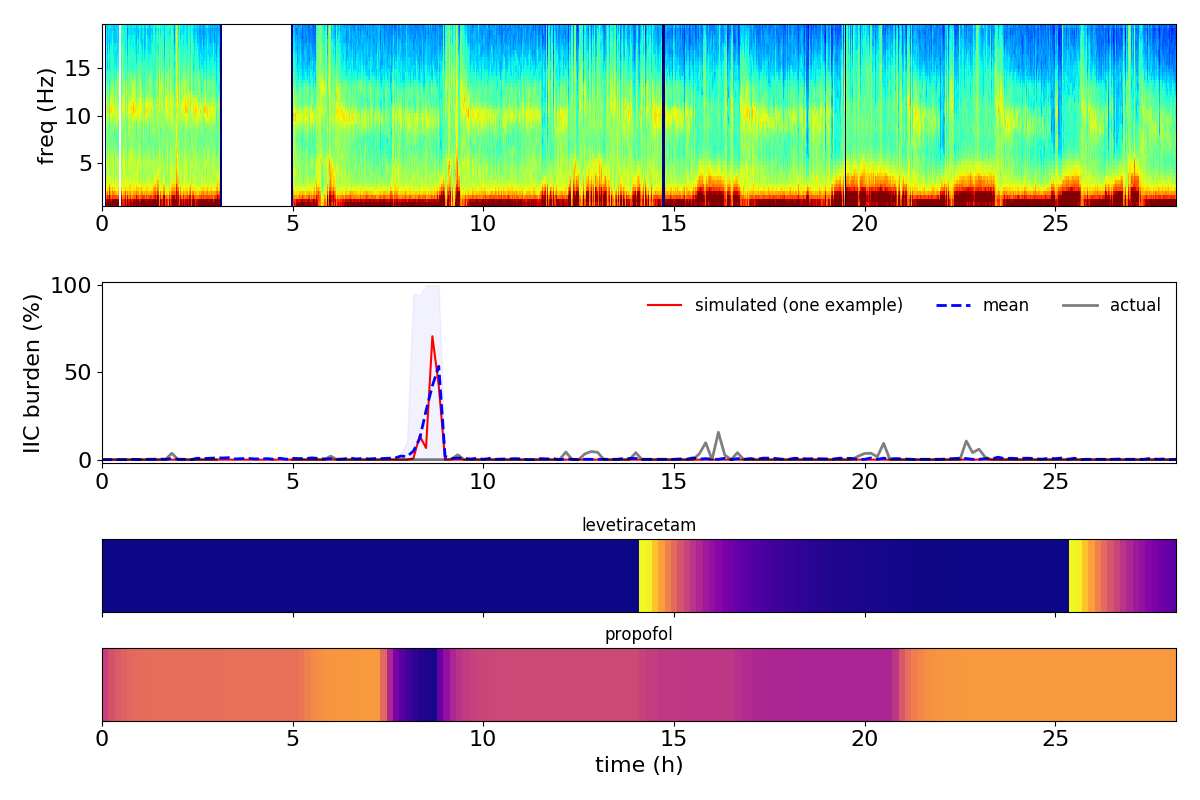 freq (Hz)
15
10
5
0 5 10 15 20 25
IIC burden (%)
100
50
0
simulated (one example) mean actual
0 5 10 15 20 25
levetiracetam
propofol
0 5 10 15 20 25
time (h)